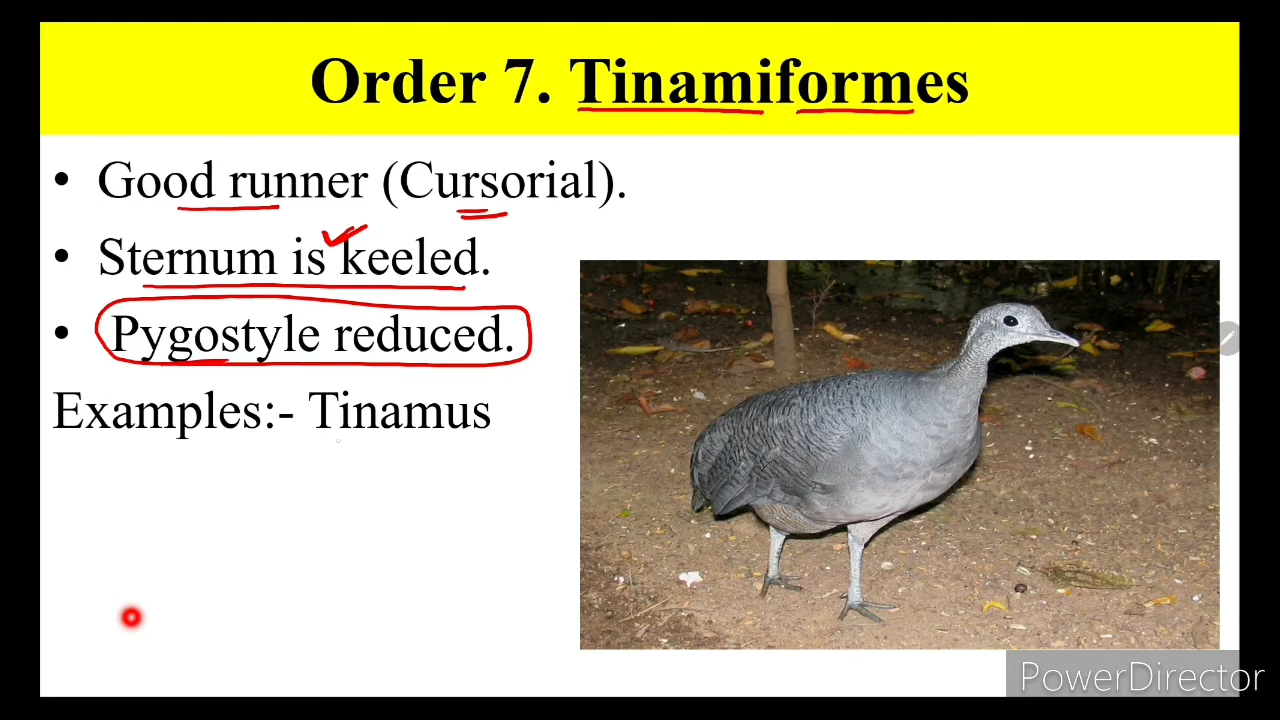 Order 7. Tinamiformes
• Good runner (Cursorial).
• Sternum is keeled.
• Pygostyle reduced.
Examples:- Tinamus
PowerDirector